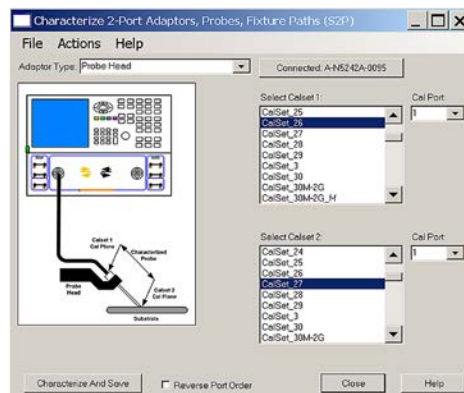 Characterize 2-Port Adaptors, Probes, Fixture Paths (S2P)
File Actions Help
Adaptor Type: Probe Head
Connected: A-N5242A-0095
Select Calset 1:
Cal Port:
CalSet_25
CalSet_26
CalSet_27
CalSet_28
CalSet_29
CalSet_3
CalSet_30
CalSet_30M-2G
CalSet_30M-2G_M
1
Calset 1
Cal Plane
Characterized
Probe
Probe
Head
Calset 2
Cal Plane
Substrate
Select Calset 2:
Cal Port:
CalSet_24
CalSet_25
CalSet_26
CalSet_27
CalSet_28
CalSet_29
CalSet_3
CalSet_30
CalSet_30M-2G
1
Characterize And Save
Reverse Port Order
Close
Help